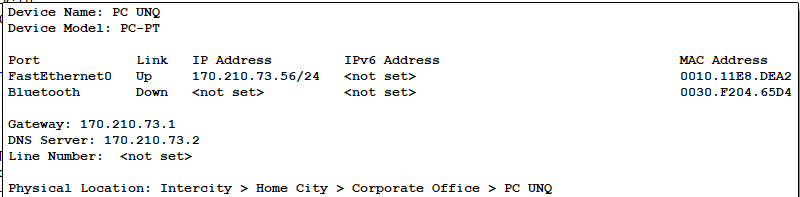 Device Name: PC UNQ
Device Model: PC-PT
Port Link IP Address IPv6 Address MAC Address
FastEthernet0 Up 170.210.73.56/24 <not set> 0010.11E8.DEA2
Bluetooth Down <not set> <not set> 0030.F204.65D4
Gateway: 170.210.73.1
DNS Server: 170.210.73.2
Line Number: <not set>
Physical Location: Intercity > Home City > Corporate Office > PC UNQ